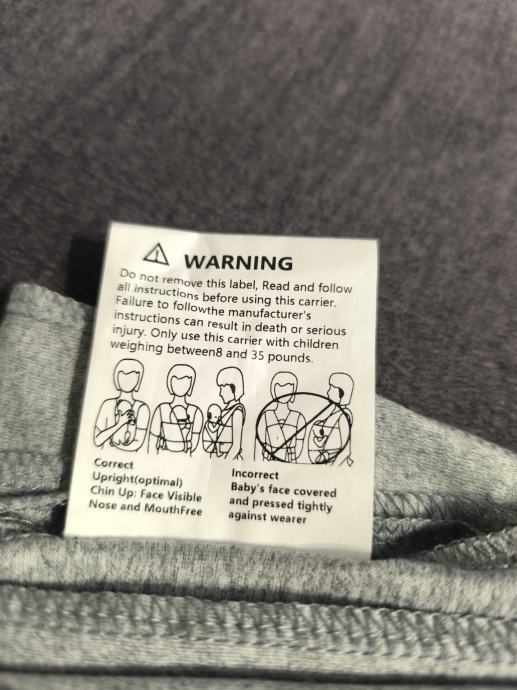 WARNING
Do not remove this label, Read and follow
all instructions before using this carrier.
Failure to followthe manufacturer's
instructions can result in death or serious
injury. Only use this carrier with children
weighing between8 and 35 pounds.
Correct
Upright(optimal)
Chin Up: Face Visible
Nose and MouthFree
Incorrect
Baby's face covered
and pressed tightly
against wearer